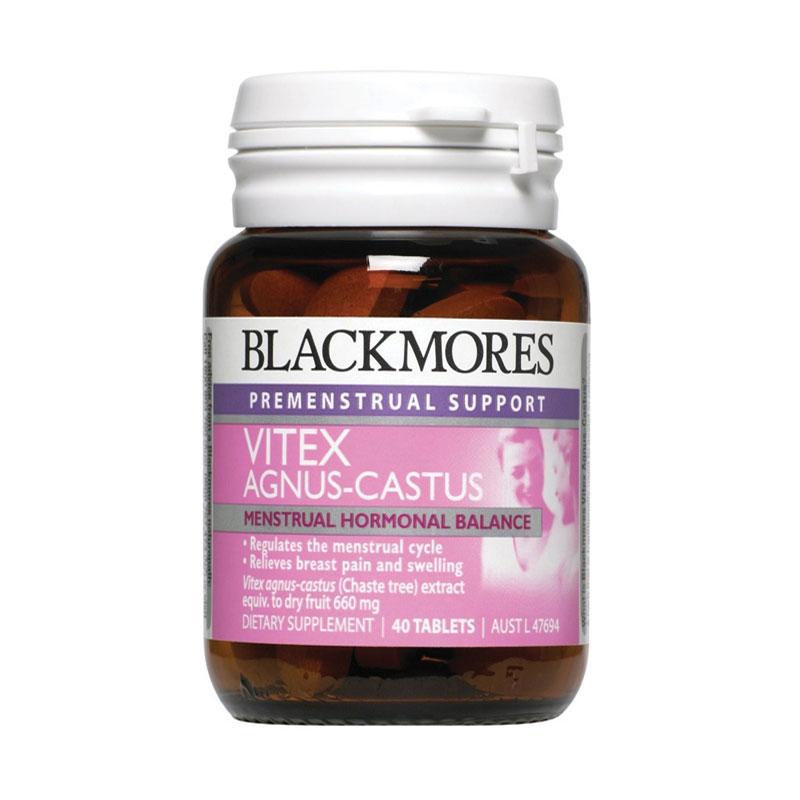 BLACKMORES
PREMENSTRUAL SUPPORT
VITEX
AGNUS-CASTUS
MENSTRUAL HORMONAL BALANCE
• Regulates the menstrual cycle
• Relieves breast pain and swelling
Vitex agnus-castus (Chaste tree) extract
equiv. to dry fruit 660 mg
DIETARY SUPPLEMENT | 40 TABLETS | AUST L 47694